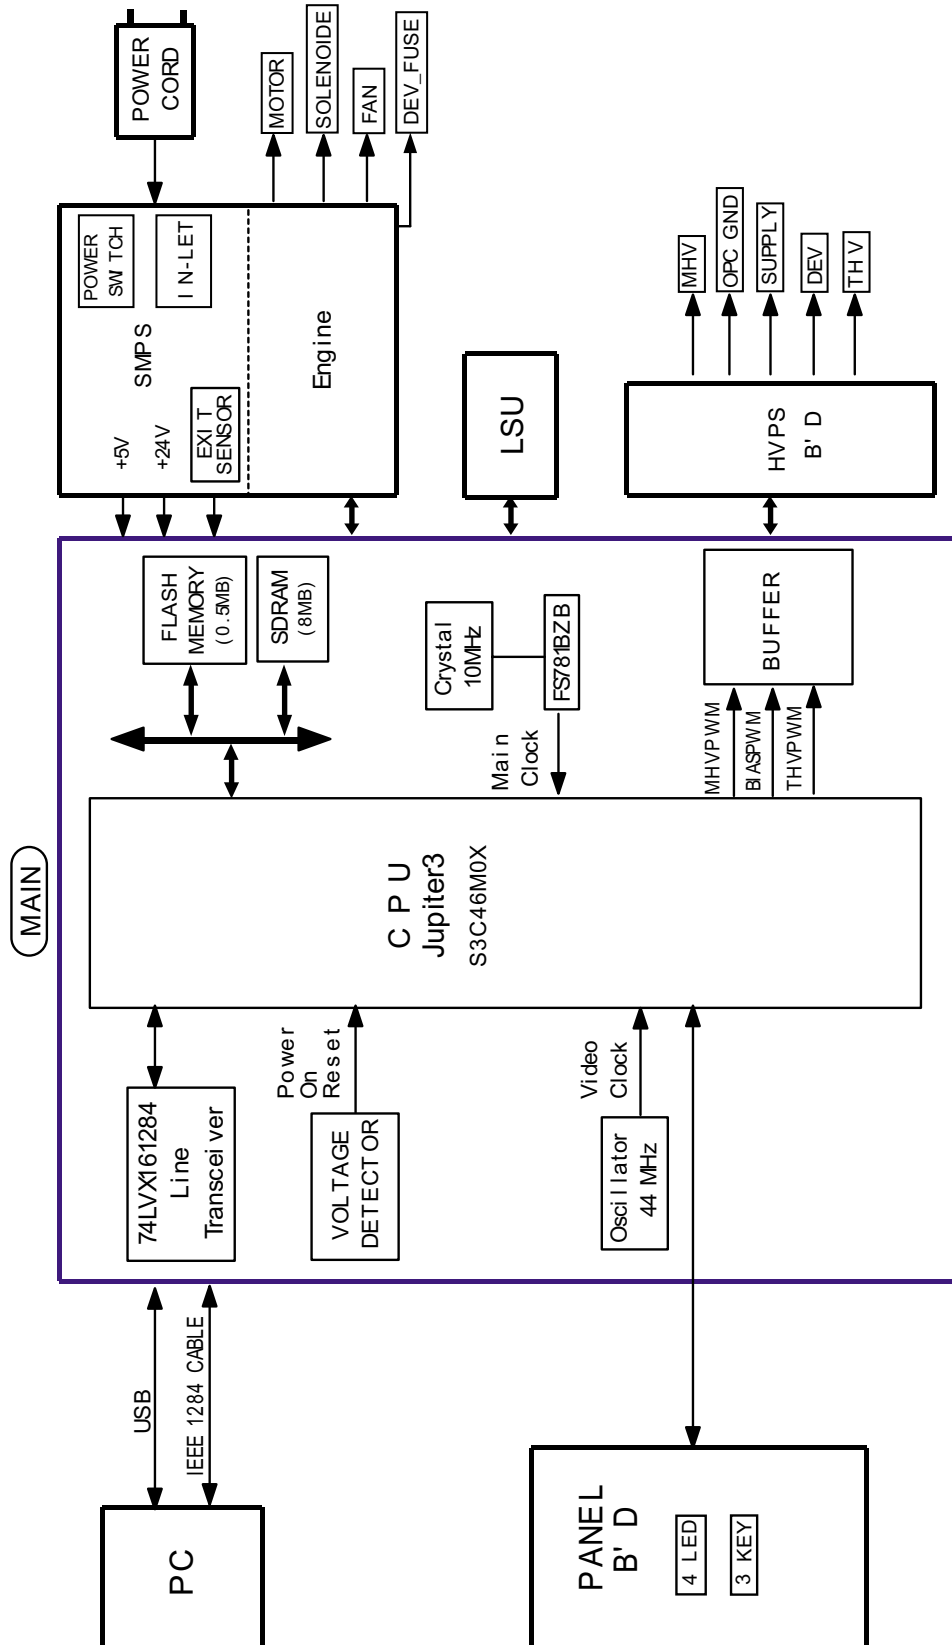 MAIN
PC
USB
IEEE 1284 CABLE
74LVX161284
Line
Transceiver
FLASH
MEMORY
(0.5MB)
SDRAM
(8MB)
+5V
+24V
SMPS
POWER
SWITCH
IN-LET
EXIT
SENSOR
Engine
POWER
CORD
MOTOR
SOLENOIDE
FAN
DEV_FUSE
VOLTAGE
DETECTOR
Power
On
Reset
CPU
Jupiter3
S3C46M0X
Crystal
10MHz
FS781BZB
Main
Clock
LSU
Oscillator
44 MHz
Video
Clock
MHVPWM
BIASPWM
THVPWM
BUFFER
HVPS
B'D
MHV
OPC GND
SUPPLY
DEV
THV
PANEL
B'D
4 LED
3 KEY